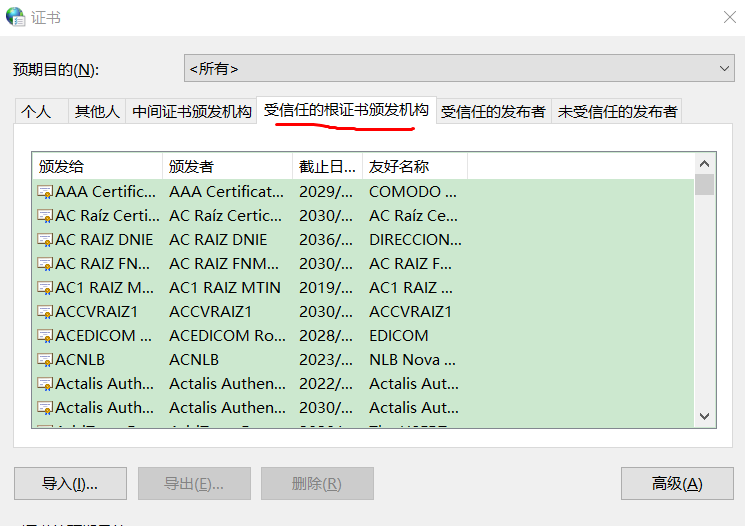 证书
预期目的(N):
<所有>
个人 其他人 中间证书颁发机构 受信任的根证书颁发机构 受信任的发布者 未受信任的发布者
颁发给 颁发者 截止日... 友好名称
AAA Certific... AAA Certificat... 2029/... COMODO ...
AC Raíz Certi... AC Raíz Certic... 2030/... AC Raíz Ce...
AC RAIZ DNIE AC RAIZ DNIE 2036/... DIRECCION...
AC RAIZ FN... AC RAIZ FNM... 2030/... AC RAIZ F...
AC1 RAIZ M... AC1 RAIZ MTIN 2019/... AC1 RAIZ ...
ACCVRAIZ1 ACCVRAIZ1 2030/... ACCVRAIZ1
ACEDICOM ... ACEDICOM Ro... 2028/... EDICOM
ACNLB ACNLB 2023/... NLB Nova ...
Actalis Auth... Actalis Authen... 2022/... Actalis Aut...
Actalis Auth... Actalis Authen... 2030/... Actalis Aut...
导入(I)... 导出(E)... 删除(R) 高级(A)